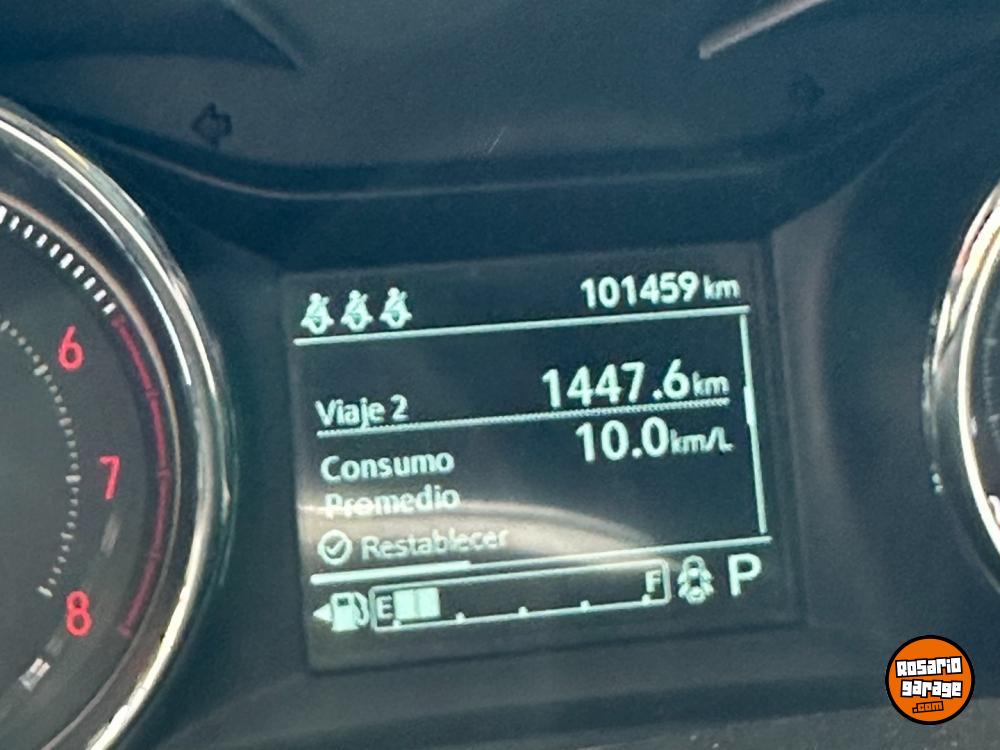 6
7
8
101459 km
Viaje 2 1447.6 km
Consumo 10.0 km/L
Promedio
Restablecer
E F P
Rosario
garage
.com